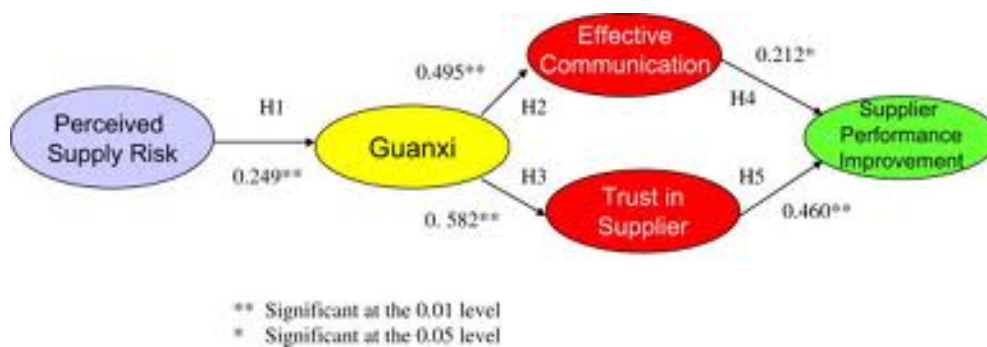 Perceived
Supply Risk
H1
0.249**
Guanxi
0.495**
H2
H3
0. 582**
Effective
Communication
Trust in
Supplier
0.212*
H4
H5
0.460**
Supplier
Performance
Improvement
** Significant at the 0.01 level
* Significant at the 0.05 level